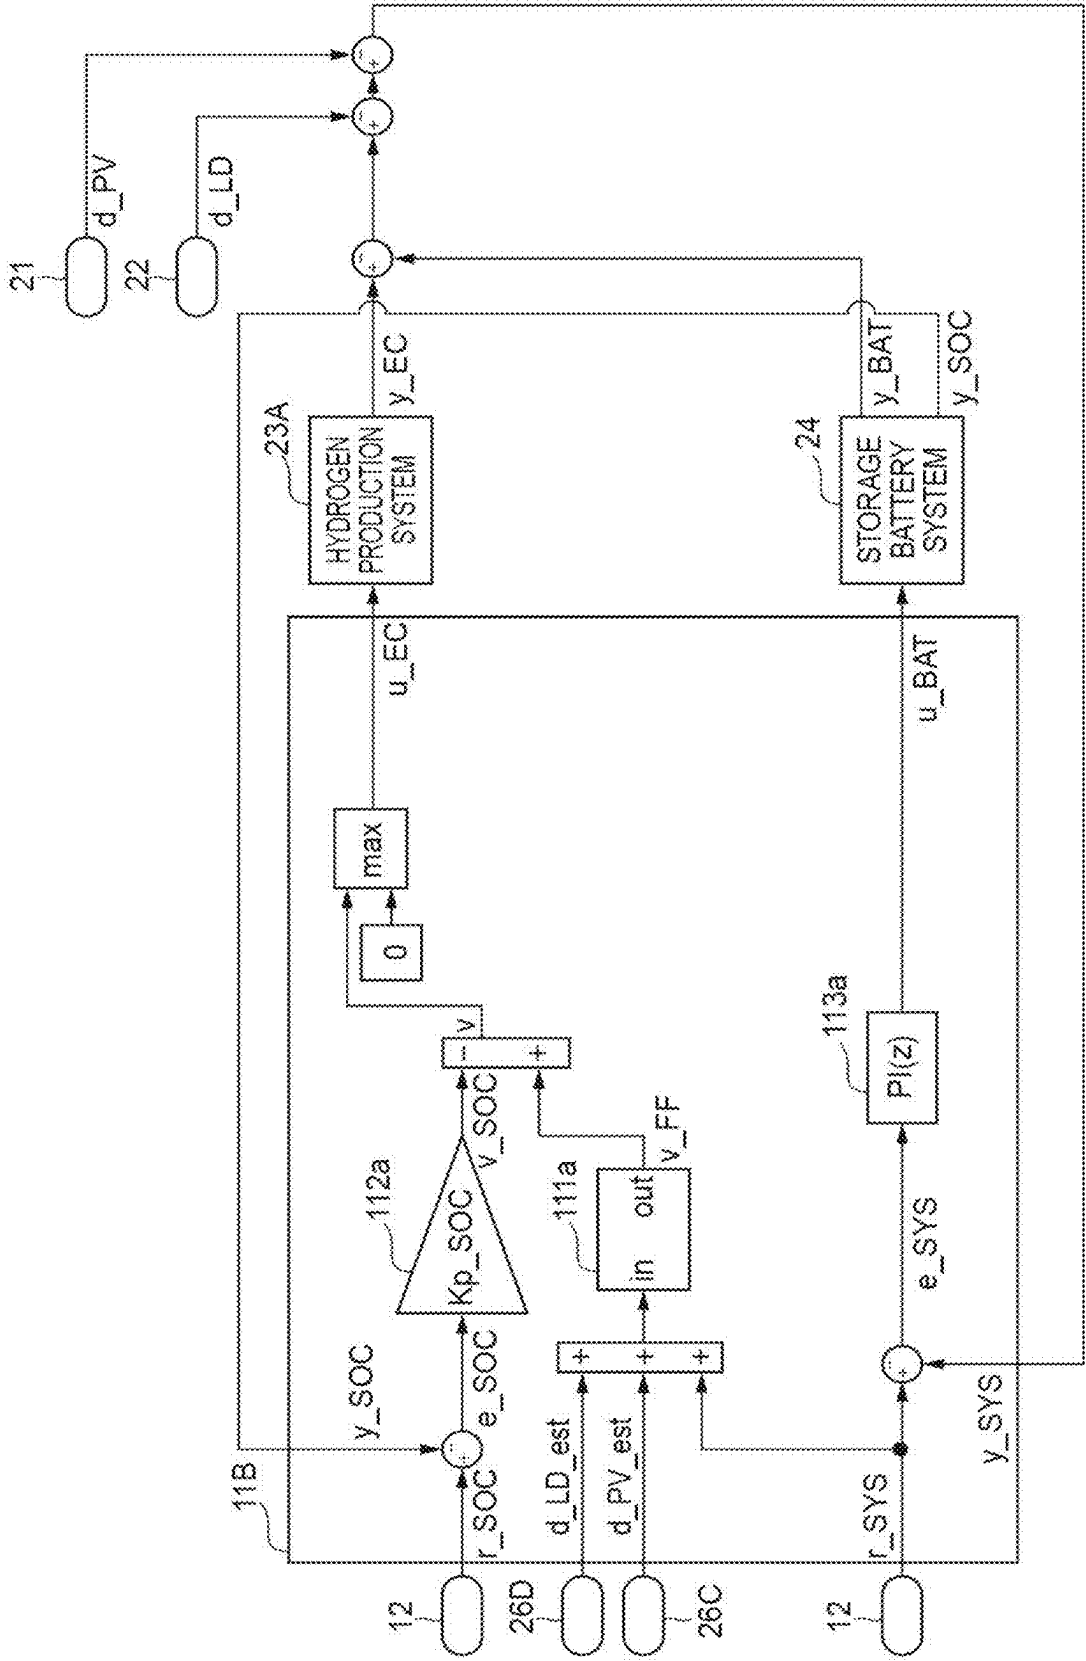 21
d_PV
22
d_LD
11B
y_SOC
12
r_SOC
+
-
e_SOC
112a
Kp_SOC
v_SOC
-
+
v
0
max
u_EC
23A
HYDROGEN
PRODUCTION
SYSTEM
y_EC
+
-
+
-
+
-
26D
d_LD_est
26C
d_PV_est
+
+
+
111a
in
out
v_FF
12
r_SYS
+
-
y_SYS
e_SYS
113a
PI(z)
u_BAT
24
STORAGE
BATTERY
SYSTEM
y_BAT
y_SOC